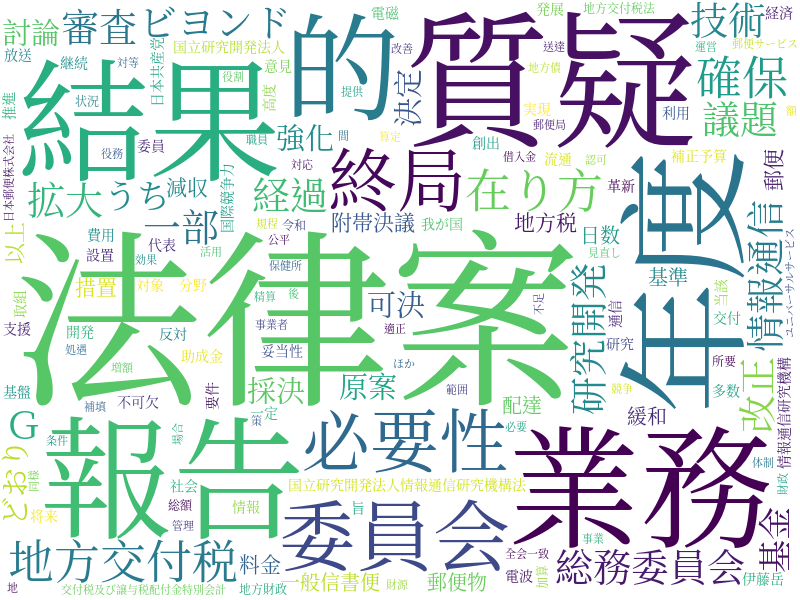 討論
審査
ビヨンド
的
質疑
技術
経済
電磁
発展
地方交付税法
運営
郵便サービス
放送
継続
対等
改善
送達
国立研究開発法人
日本共産党
役割
意見
高度
提供
地方債
決定
確保
議題
推進
状況
結果
職員
強化
間
算定
実現
郵便局
創出
利用
額
役務
委員
対応
借入金
流通
認可
補正予算
郵便
日本郵便株式会社
拡大
うち
減収
国際競争力
経過
終局
在り方
革新
年度
情報通信
ユニバーサルサービス
一部
附帯決議
我が国
地方税
日数
以上
費用
代表
規程
令和
公平
見直し
設置
効果
活用
保健所
基準
当該
取組
措置
対象
分野
精算
後
可決
不足
研究開発
通信
交付
法律案
支援
開発
反対
事業者
適正
処遇
助成金
妥当性
研究
所要
改正
情報通信研究機構
基盤
増額
採決
原案
ほか
競争
多数
補填
不可欠
要件
範囲
配達
緩和
G
条件
場合
一定
策
必要性
必要
業務
体制
財政
どおり
同様
報告
社会
国立研究開発法人情報通信研究機構法
将来
総額
情報
管理
委員会
事業
全会一致
総務委員会
基金
地方交付税
料金
一般信書便
財源
郵便物
電波
加算
伊藤岳
地
交付税及び譲与税配付金特別会計
地方財政